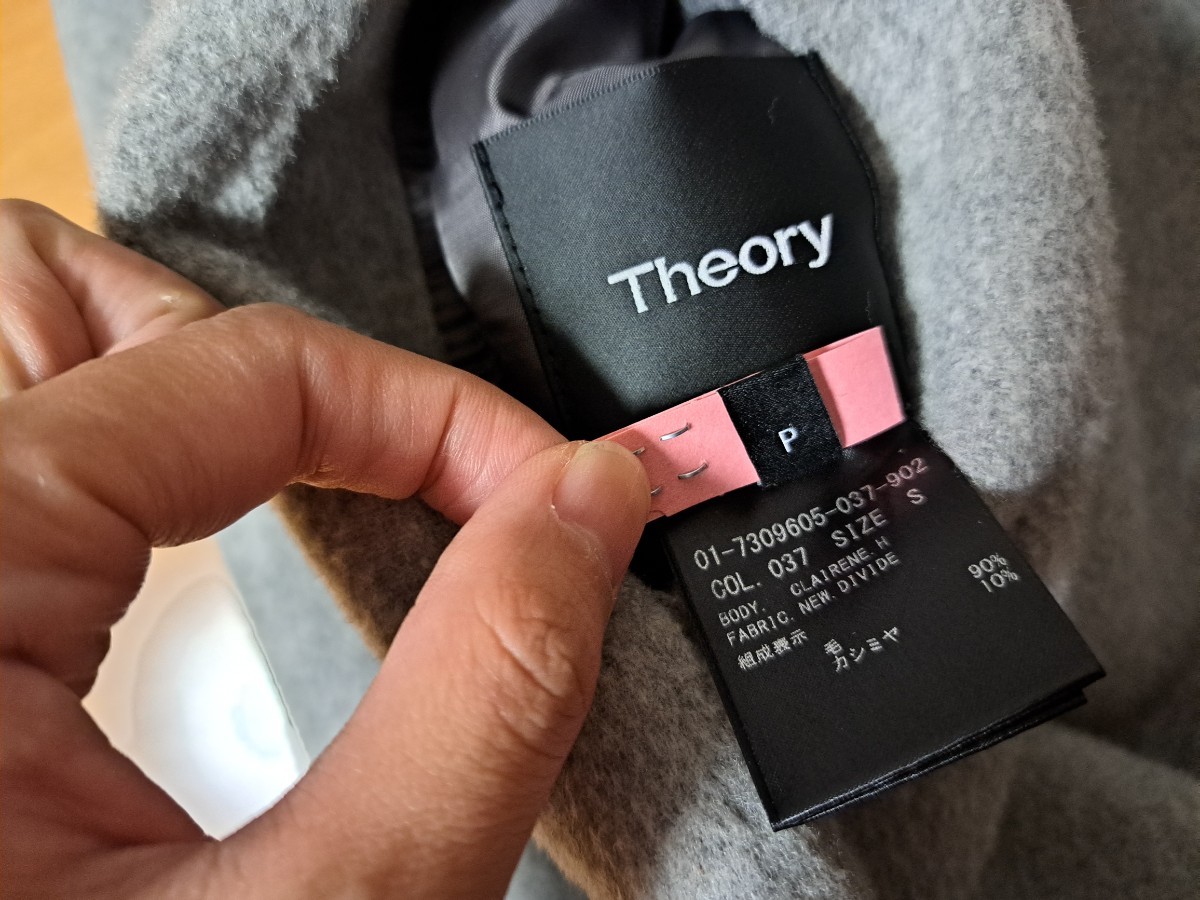 Theory
P
01-7309605-037-902
COL. 037 SIZE S
BODY. CLAIRENE. H
FABRIC. NEW. DIVIDE
組成表示 毛 90%
カシミヤ 10%